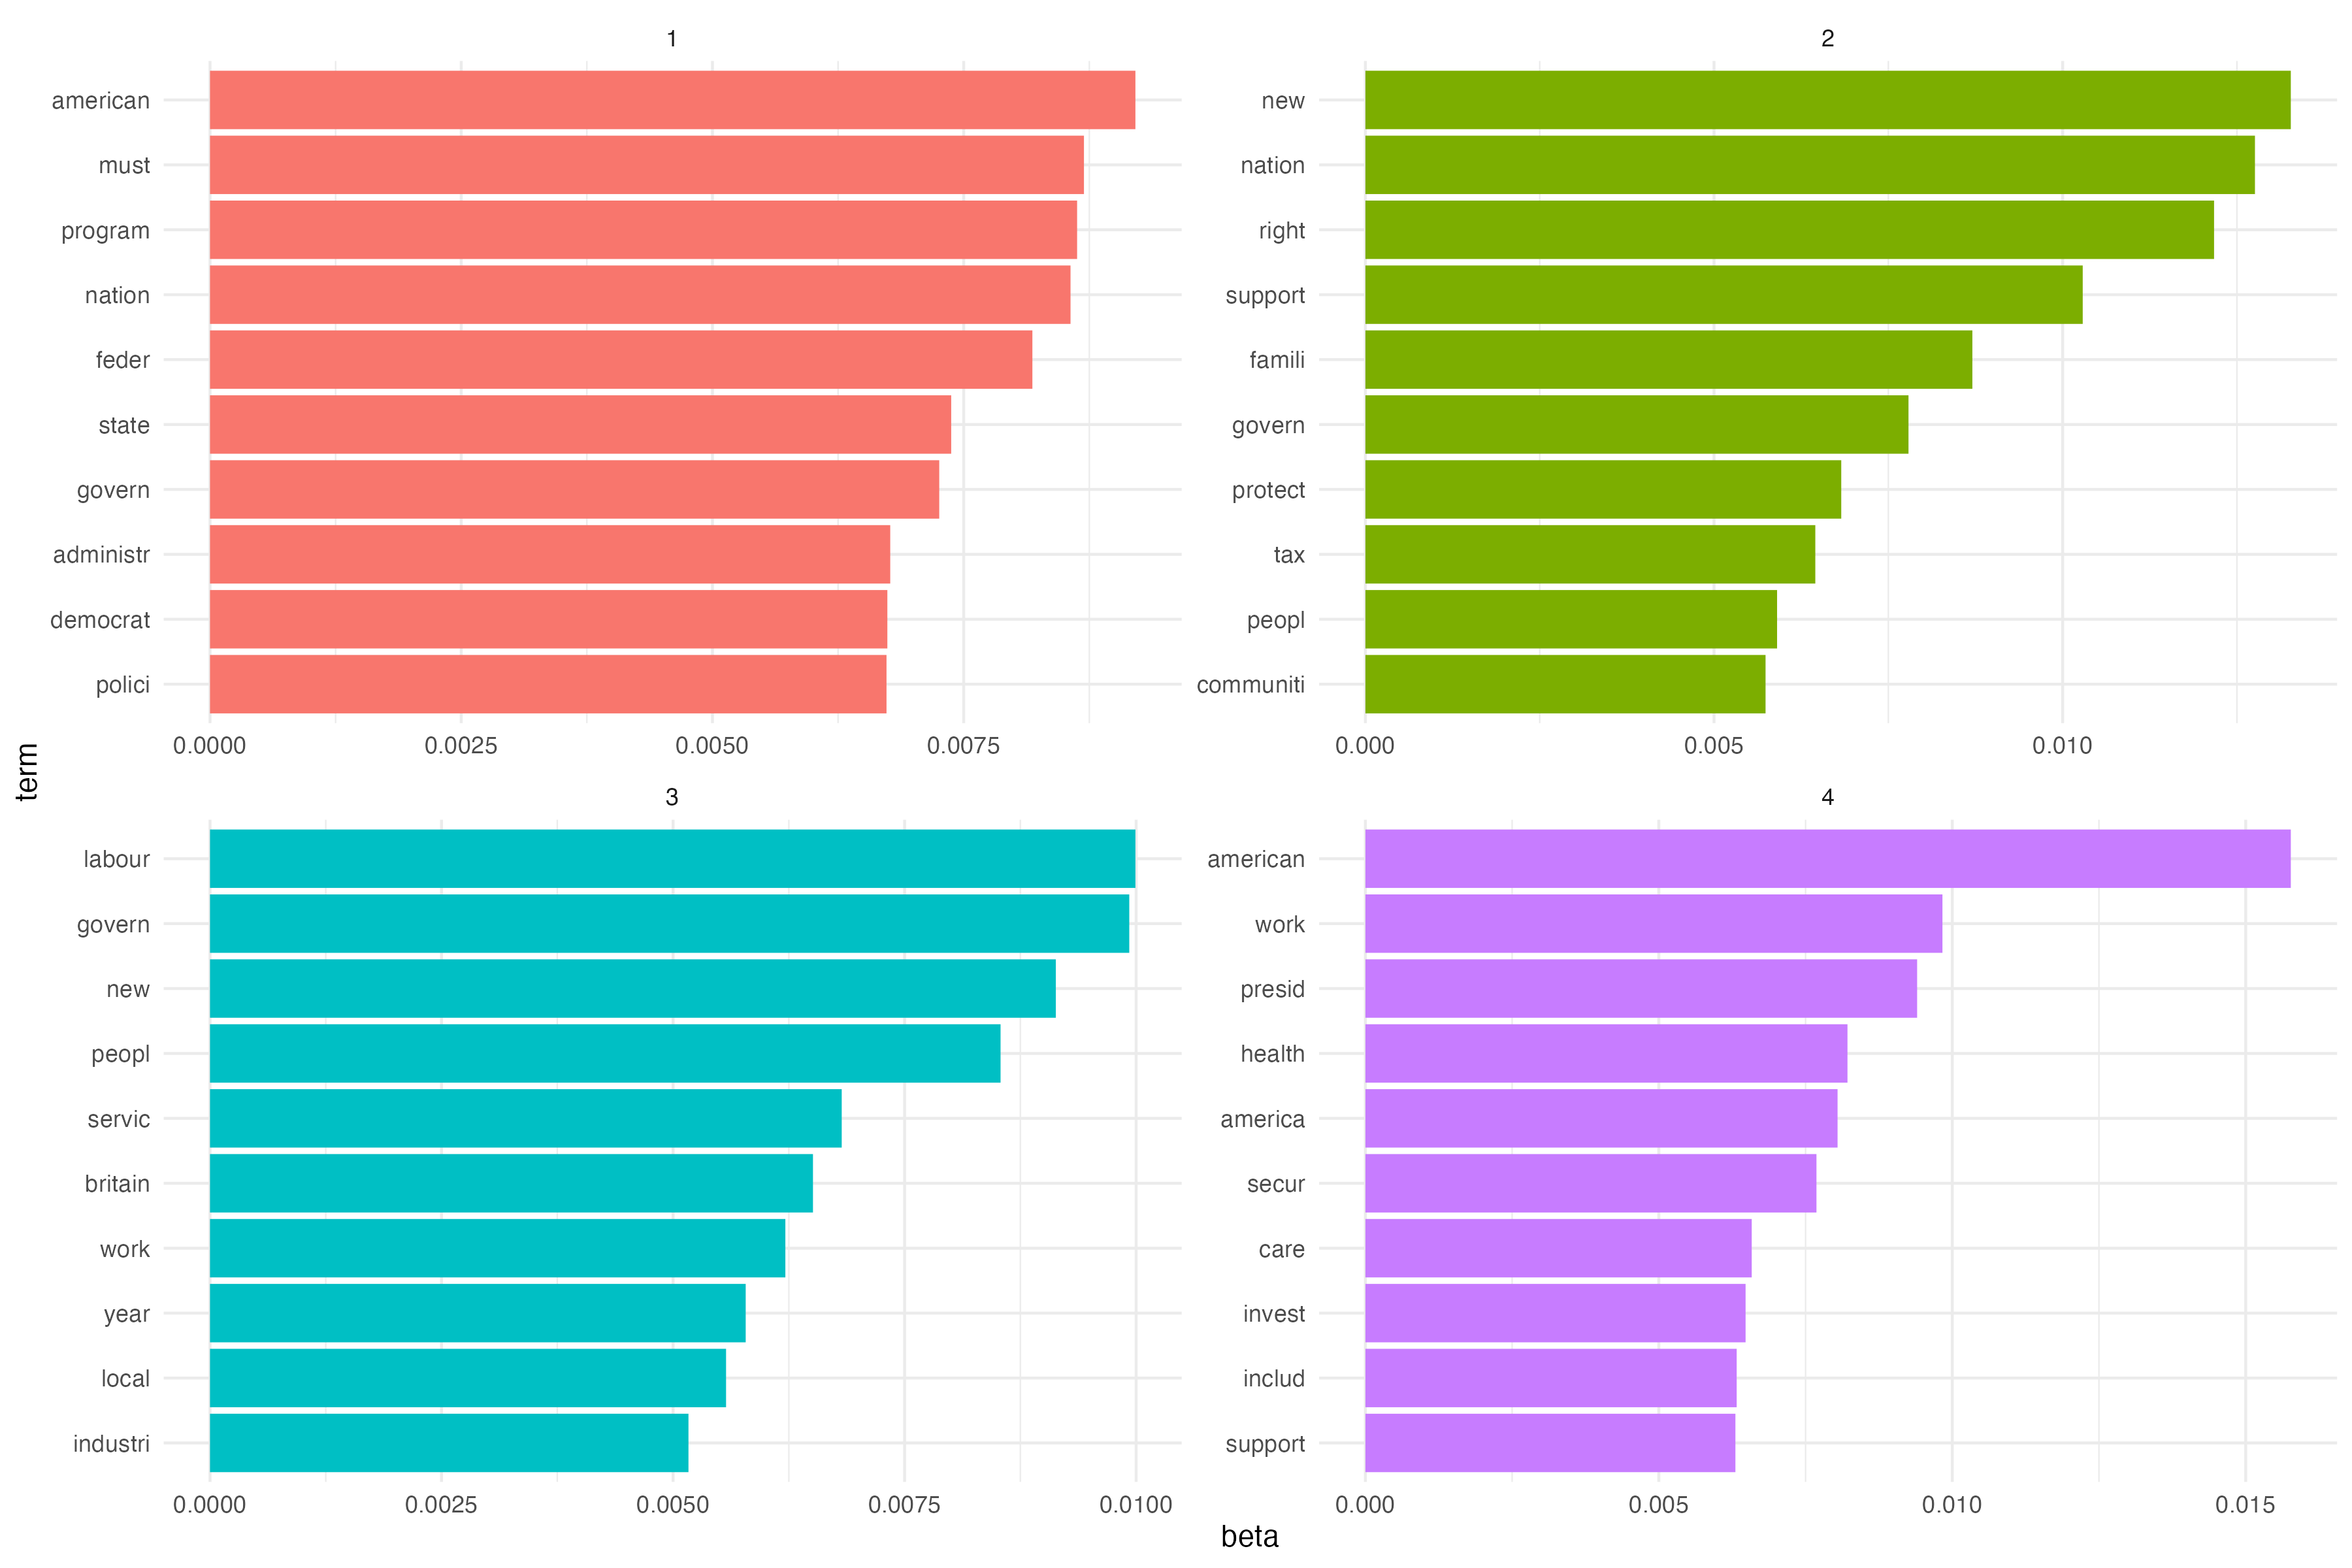 1
american
must
program
nation
feder
state
govern
administr
democrat
polici
0.0000 0.0025 0.0050 0.0075
2
new
nation
right
support
famili
govern
protect
tax
peopl
communiti
0.000 0.005 0.010
term
3
labour
govern
new
peopl
servic
britain
work
year
local
industri
0.0000 0.0025 0.0050 0.0075 0.0100
4
american
work
presid
health
america
secur
care
invest
includ
support
0.000 0.005 0.010 0.015
beta